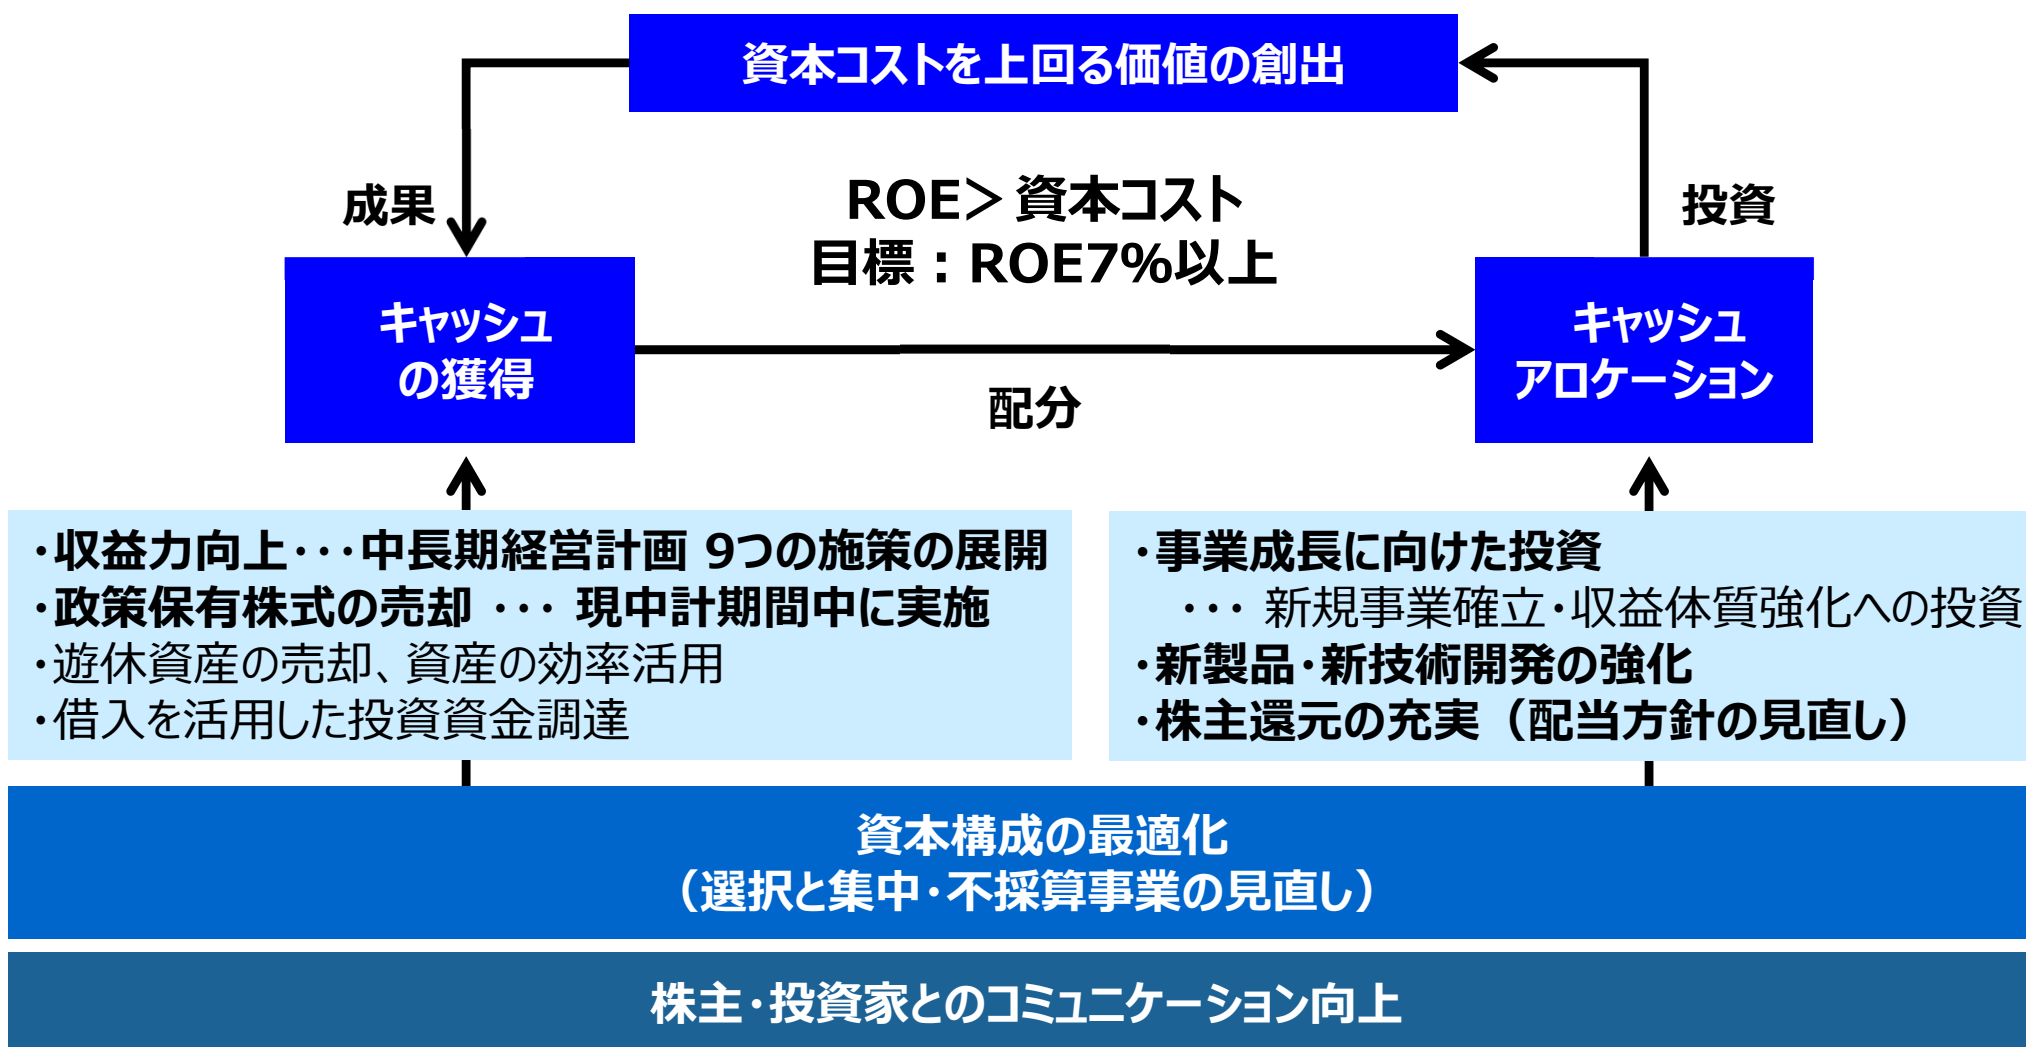 資本コストを上回る価値の創出
成果
ROE＞資本コスト
目標：ROE7%以上
投資
キャッシュ
の獲得
配分
キャッシュ
アロケーション
・収益力向上・・・中長期経営計画 9つの施策の展開
・政策保有株式の売却 ・・・ 現中計期間中に実施
・遊休資産の売却、資産の効率活用
・借入を活用した投資資金調達
・事業成長に向けた投資
・・・ 新規事業確立・収益体質強化への投資
・新製品・新技術開発の強化
・株主還元の充実（配当方針の見直し）
資本構成の最適化
（選択と集中・不採算事業の見直し）
株主・投資家とのコミュニケーション向上